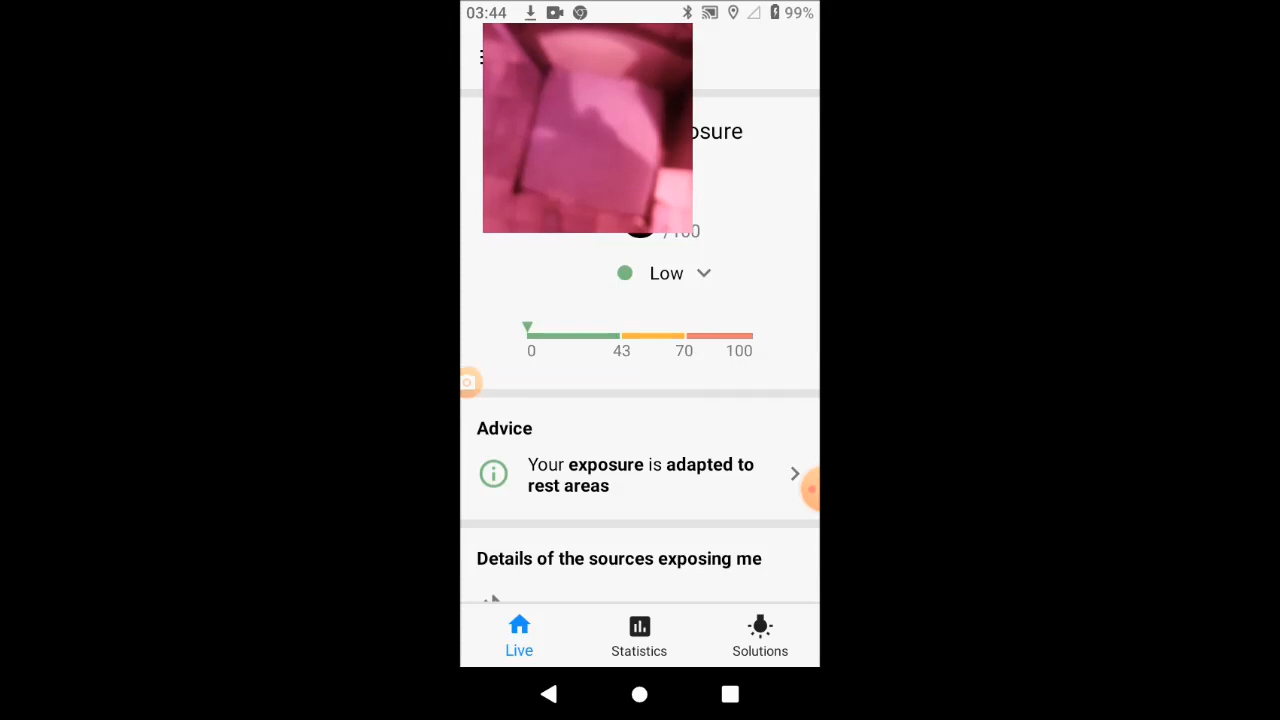 03:44 99%
/100
Low
0 43 70 100
Advice
Your exposure is adapted to
rest areas
Details of the sources exposing me
Live Statistics Solutions